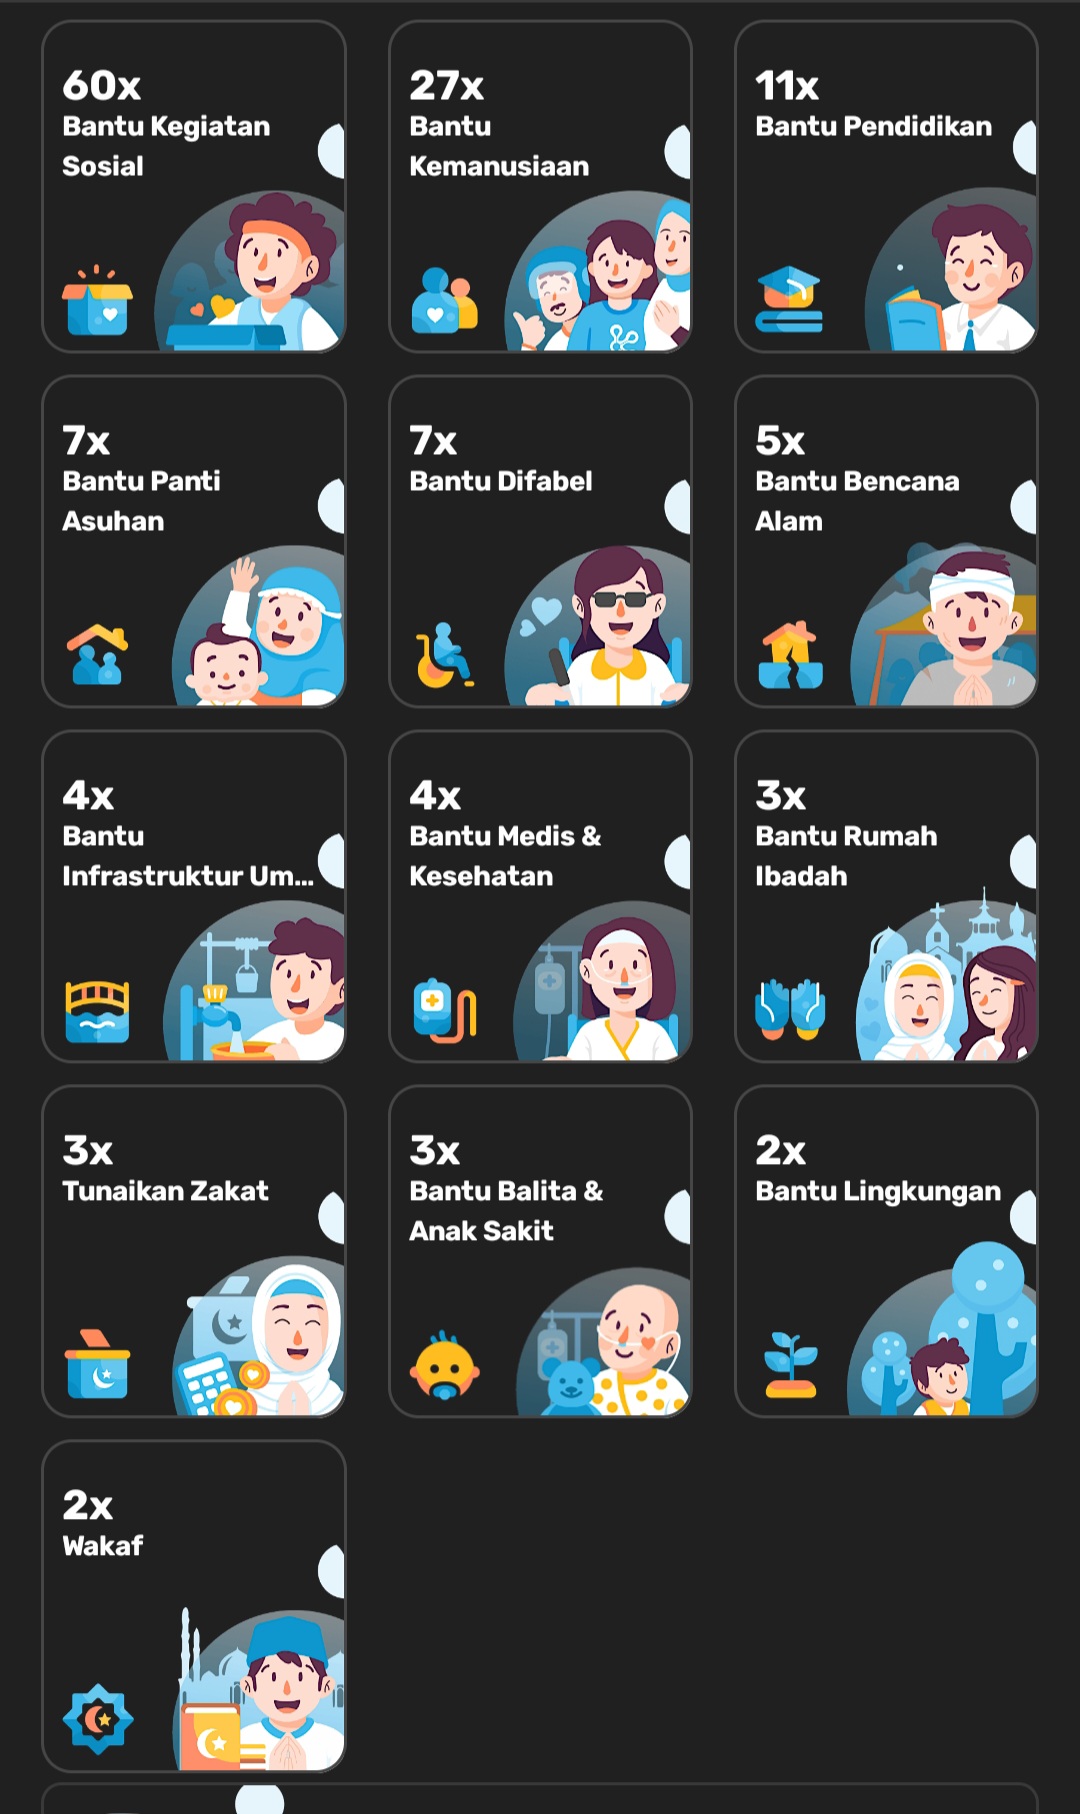 60x
Bantu Kegiatan
Sosial
27x
Bantu
Kemanusiaan
11x
Bantu Pendidikan
7x
Bantu Panti
Asuhan
7x
Bantu Difabel
5x
Bantu Bencana
Alam
4x
Bantu
Infrastruktur Um...
4x
Bantu Medis &
Kesehatan
3x
Bantu Rumah
Ibadah
3x
Tunaikan Zakat
3x
Bantu Balita &
Anak Sakit
2x
Bantu Lingkungan
2x
Wakaf